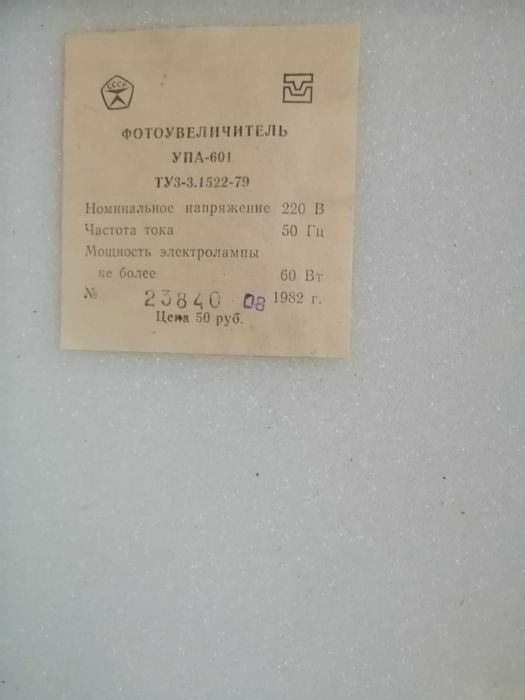 СССР
ФОТОУВЕЛИЧИТЕЛЬ
УПА-601
ТУ3-3.1522-79
Номинальное напряжение 220 В
Частота тока 50 Гц
Мощность электролампы
не более 60 Вт
№ 23840 08 1982 г.
Цена 50 руб.